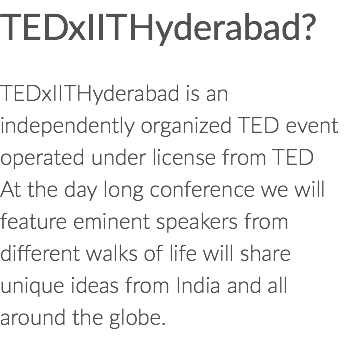 TEDxIITHyderabad?
TEDxIITHyderabad is an
independently organized TED event
operated under license from TED
At the day long conference we will
feature eminent speakers from
different walks of life will share
unique ideas from India and all
around the globe.